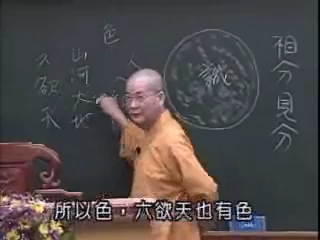 相分見分
識
色
山河大地
六欲天
所以色,六欲天也有色